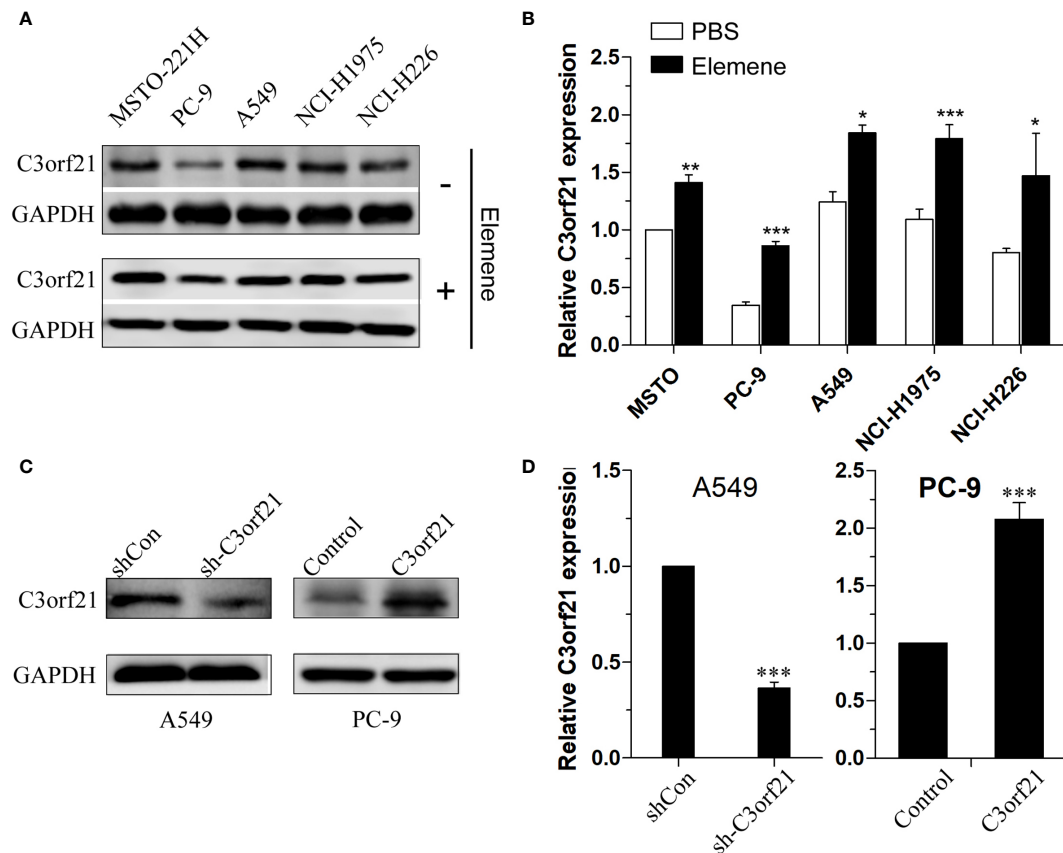 A
MSTO-221H
PC-9
A549
NCI-H1975
NCI-H226
C3orf21
GAPDH
-
C3orf21
GAPDH
+
Elemene
B
PBS
Elemene
Relative C3orf21 expression
2.5
2.0
1.5
1.0
0.5
0.0
**
***
*
***
*
MSTO
PC-9
A549
NCI-H1975
NCI-H226
C
shCon
sh-C3orf21
Control
C3orf21
C3orf21
GAPDH
A549
PC-9
D
Relative C3orf21 expression
1.5
1.0
0.5
0.0
A549
***
shCon
sh-C3orf21
2.5
2.0
1.5
1.0
0.5
0.0
PC-9
***
Control
C3orf21